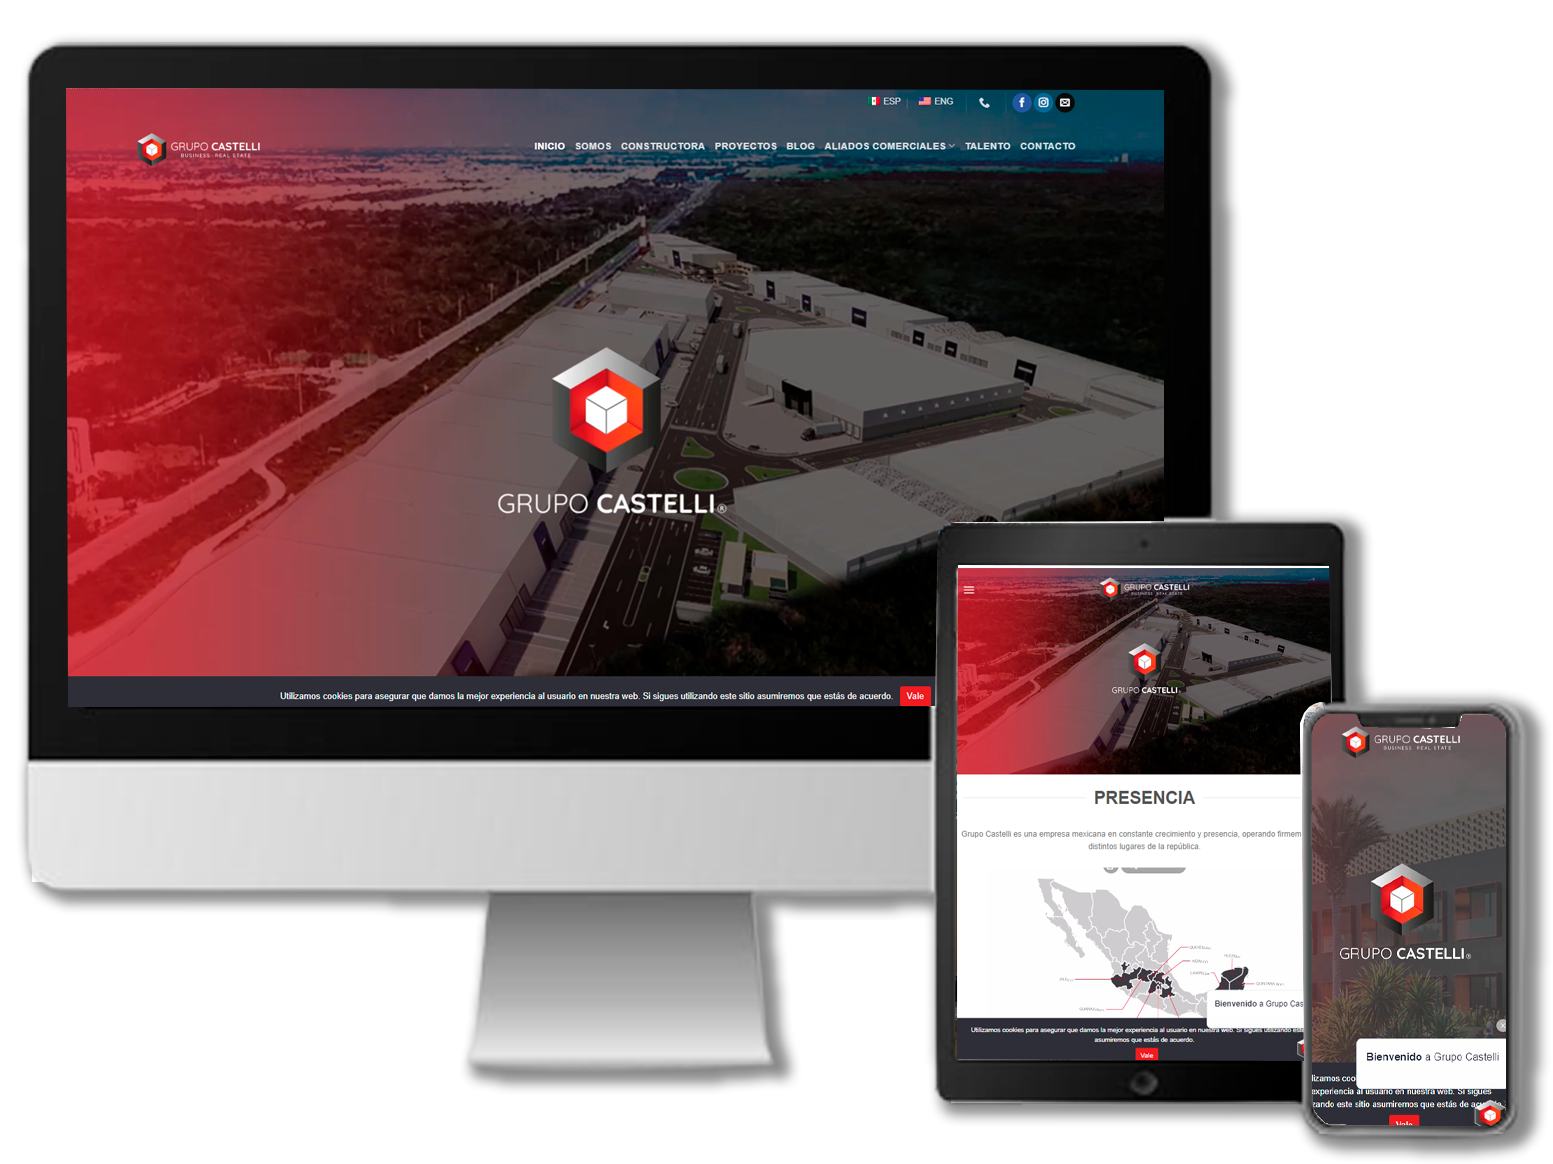 ESP ENG
GRUPO CASTELLI
BUSINESS REAL STATE
INICIO SOMOS CONSTRUCTORA PROYECTOS BLOG ALIADOS COMERCIALES TALENTO CONTACTO
GRUPO CASTELLI®
Utilizamos cookies para asegurar que damos la mejor experiencia al usuario en nuestra web. Si sigues utilizando este sitio asumiremos que estás de acuerdo. Vale
GRUPO CASTELLI
BUSINESS REAL STATE
GRUPO CASTELLI
PRESENCIA
Grupo Castelli es una empresa mexicana en constante crecimiento y presencia, operando firmem
distintos lugares de la república.
Bienvenido a Grupo Cas
Utilizamos cookies para asegurar que damos la mejor experiencia al usuario en nuestra web. Si sigues utilizando est
asumiremos que estás de acuerdo.
Vale
GRUPO CASTELLI
BUSINESS REAL STATE
GRUPO CASTELLI®
Bienvenido a Grupo Castelli
lizamos coo
experiencia al usuario en nuestra web. Si sigues
zando este sitio asumiremos que estás de
Vale